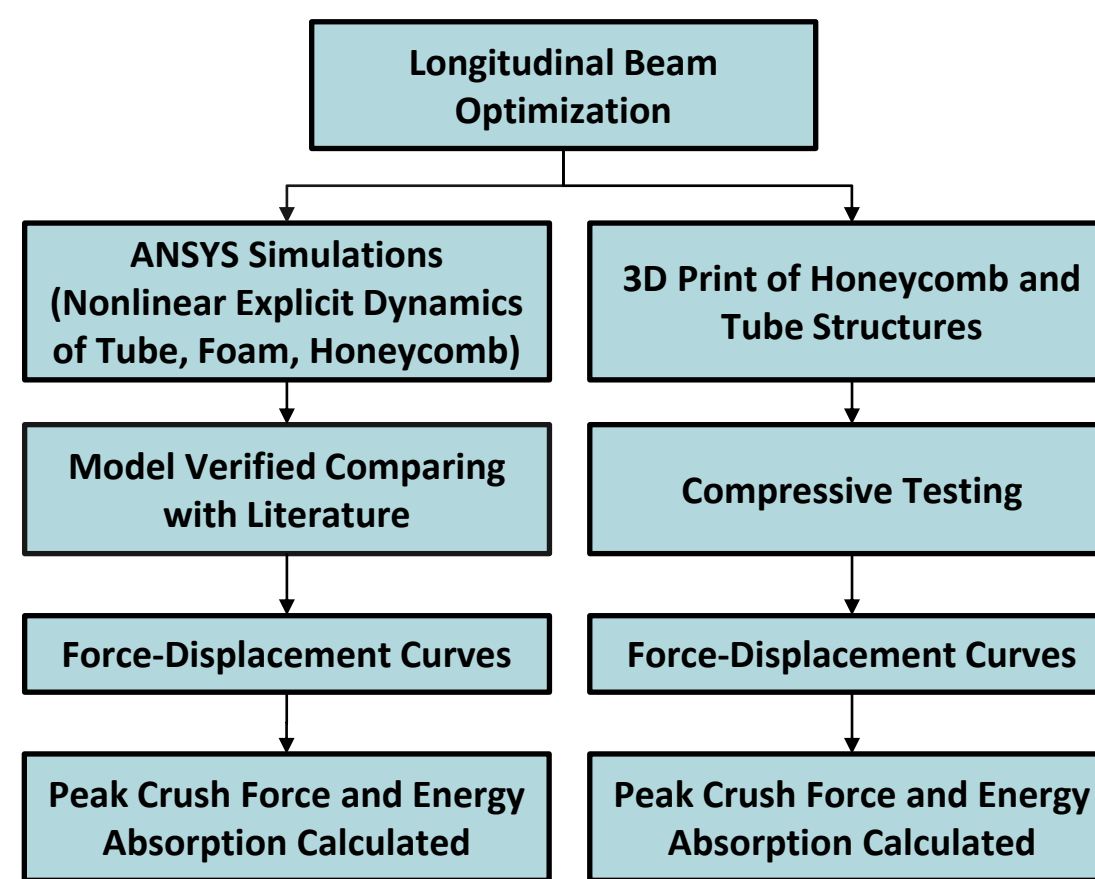 Longitudinal Beam
Optimization
ANSYS Simulations
(Nonlinear Explicit Dynamics
of Tube, Foam, Honeycomb)
3D Print of Honeycomb and
Tube Structures
Model Verified Comparing
with Literature
Compressive Testing
Force-Displacement Curves
Force-Displacement Curves
Peak Crush Force and Energy
Absorption Calculated
Peak Crush Force and Energy
Absorption Calculated